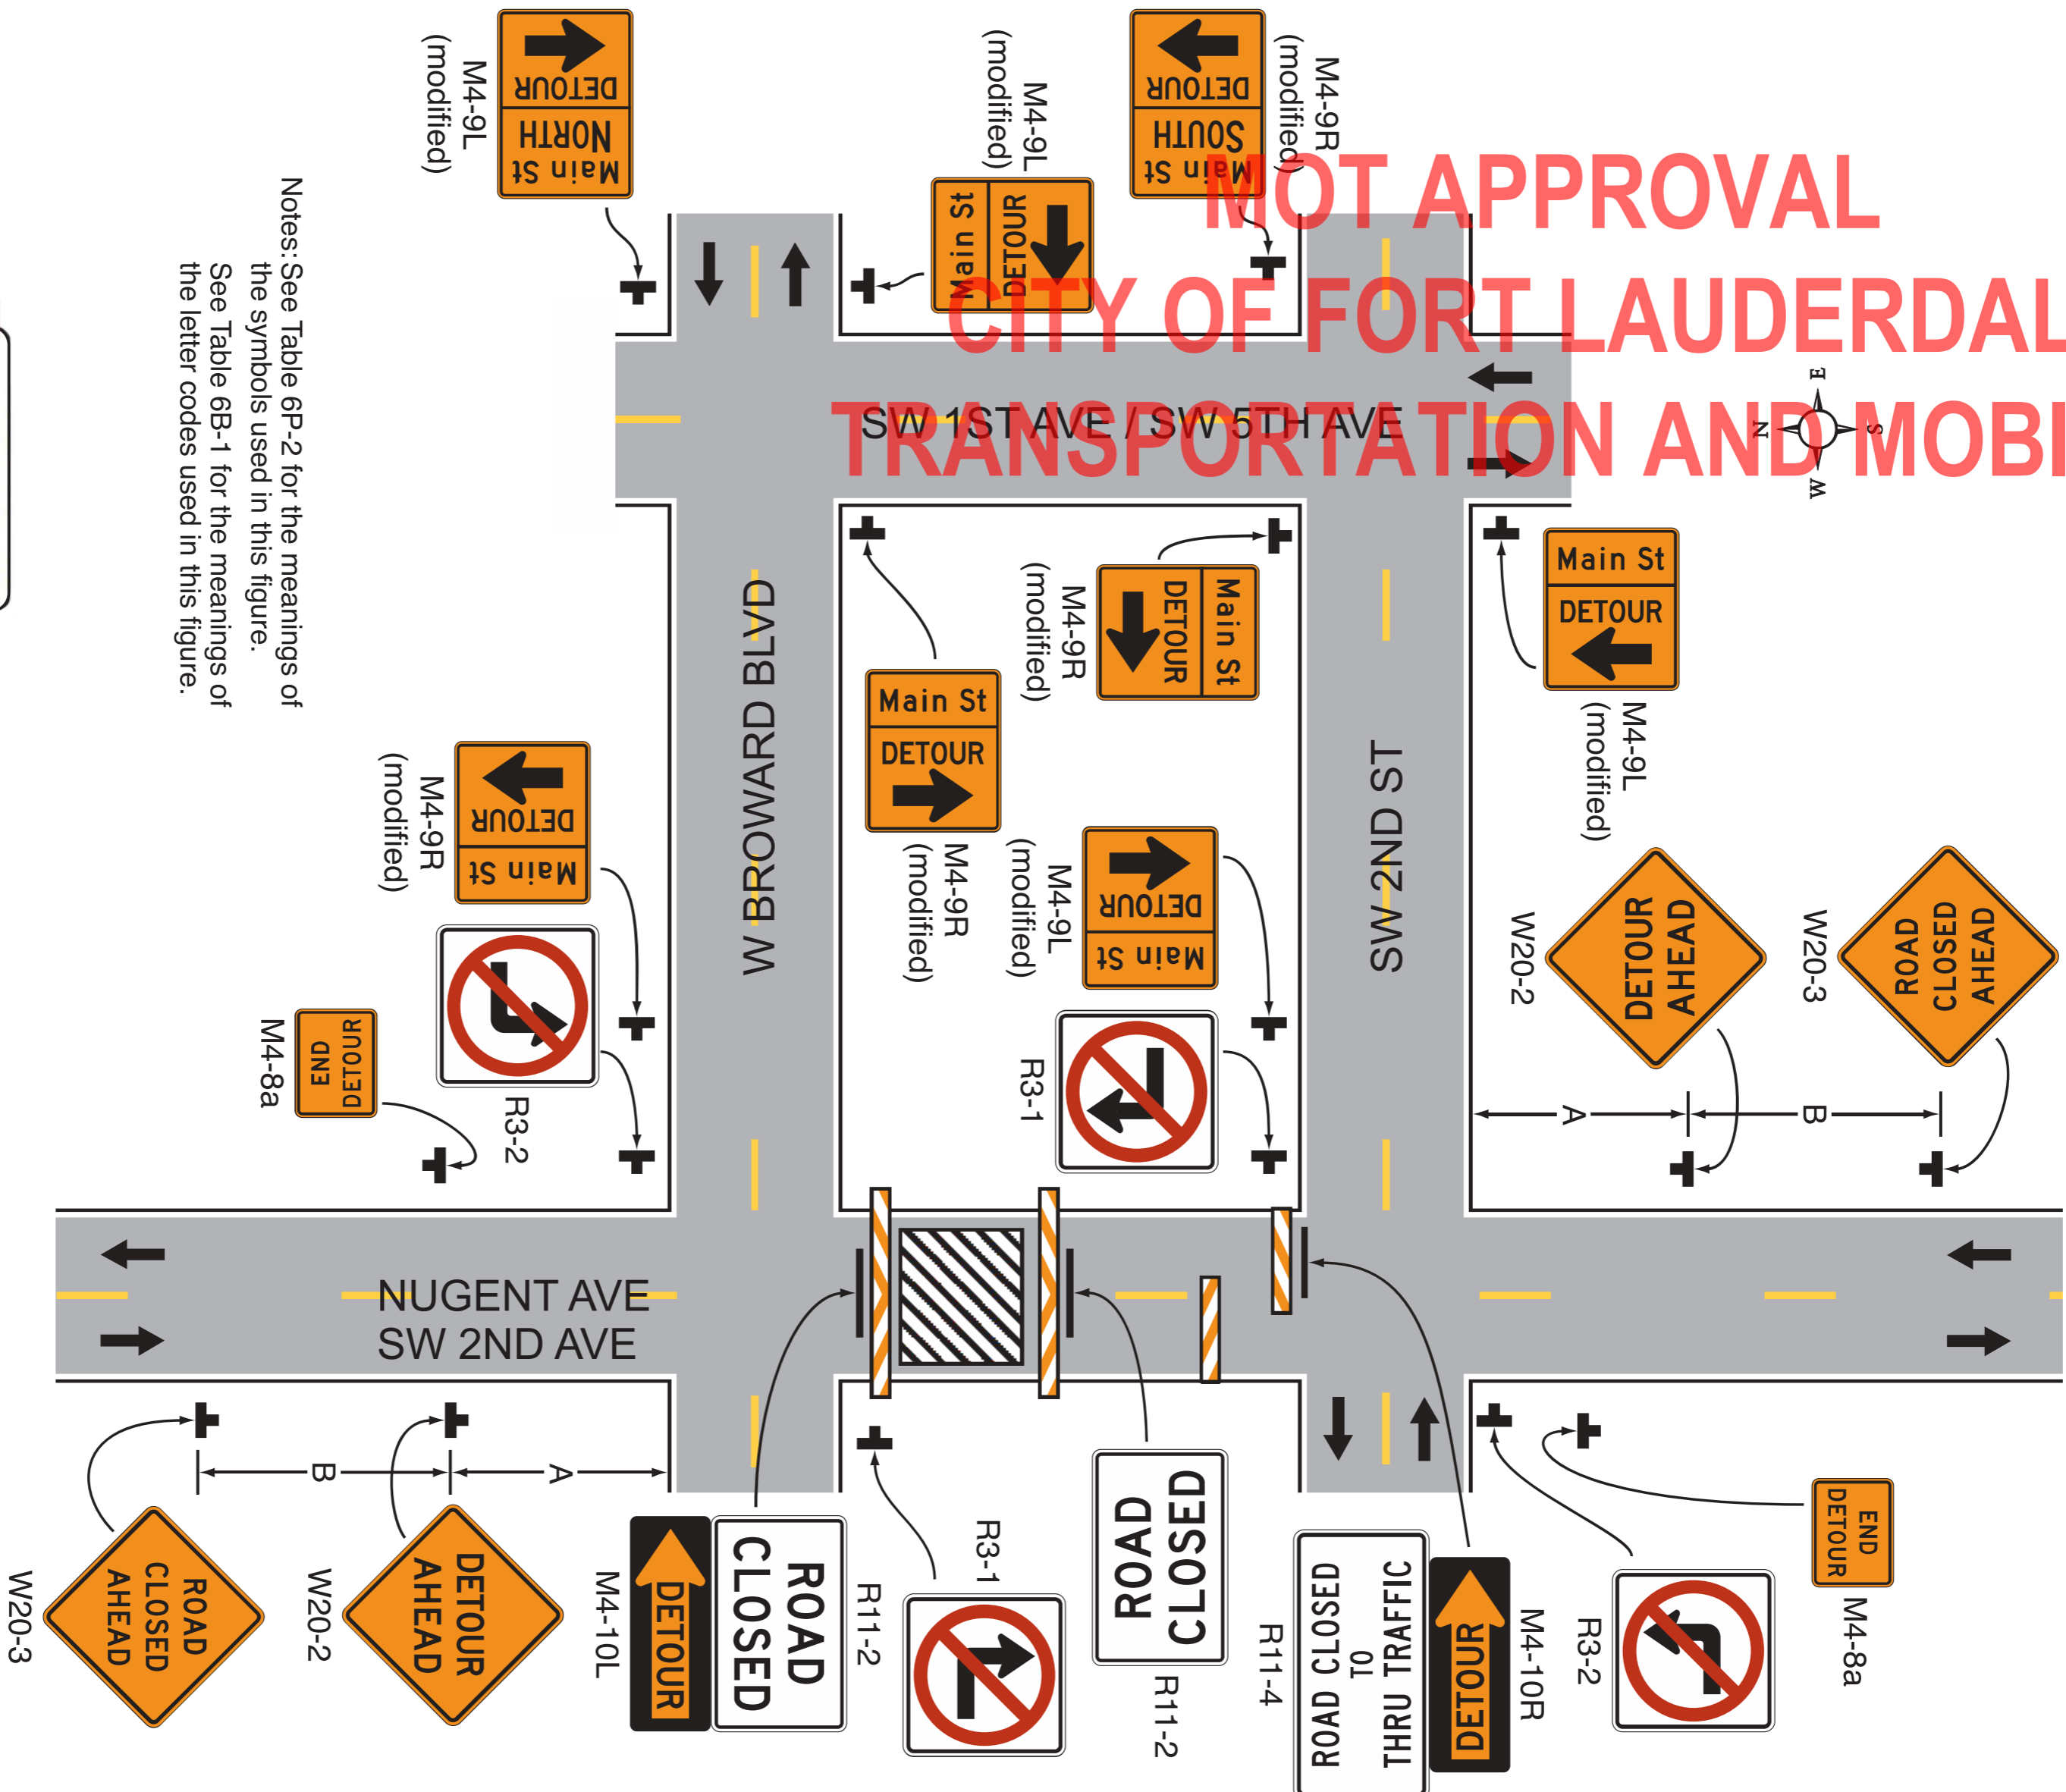 MOT APPROVAL
CITY OF FORT LAUDERDAL
TRANSPORTATION AND MOBI
DETOUR
Main St
NORTH
M4-9L
(modified)
DETOUR
Main St
M4-9L
(modified)
DETOUR
Main St
SOUTH
M4-9R
(modified)
Notes: See Table 6P-2 for the meanings of
the symbols used in this figure.
See Table 6B-1 for the meanings of
the letter codes used in this figure.
SW 1ST AVE / SW 5TH AVE
E
N
S
W
Main St
DETOUR
M4-9L
(modified)
Main St
DETOUR
M4-9R
(modified)
Main St
DETOUR
M4-9R
(modified)
W BROWARD BLVD
SW 2ND ST
Main St
DETOUR
M4-9R
(modified)
Main St
DETOUR
M4-9L
(modified)
DETOUR
AHEAD
W20-2
ROAD
CLOSED
AHEAD
W20-3
R3-2
END
DETOUR
M4-8a
R3-1
A
B
NUGENT AVE
SW 2ND AVE
B
A
ROAD
CLOSED
AHEAD
W20-3
DETOUR
AHEAD
W20-2
ROAD
CLOSED
R11-2
DETOUR
M4-10L
R3-1
ROAD
CLOSED
R11-2
ROAD CLOSED
TO
THRU TRAFFIC
R11-4
DETOUR
M4-10R
R3-2
END
DETOUR
M4-8a